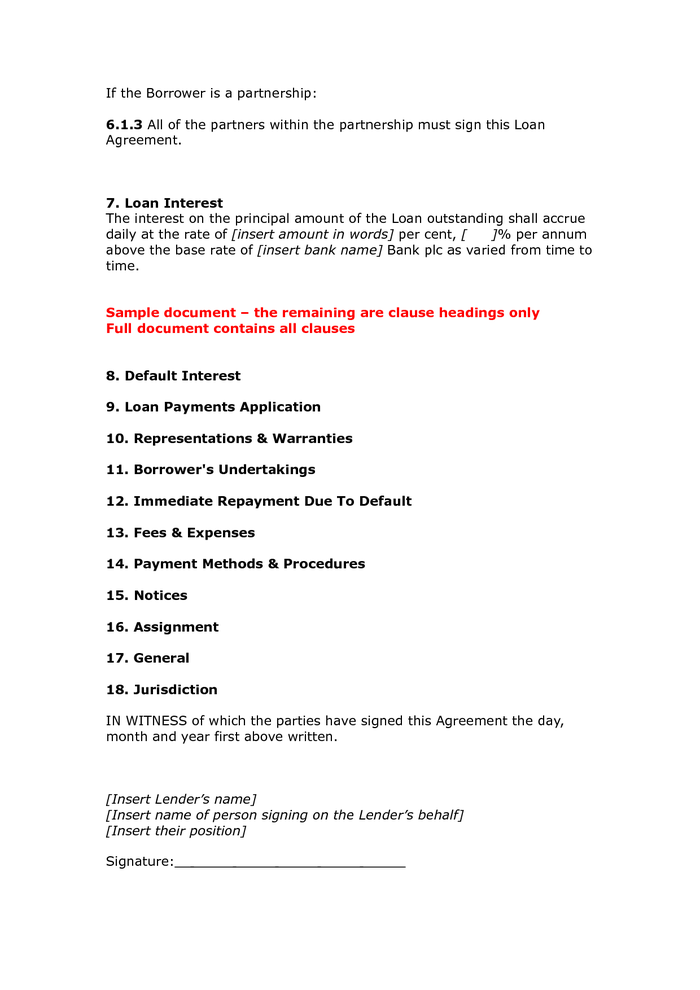 If the Borrower is a partnership:
6.1.3 All of the partners within the partnership must sign this Loan
Agreement.
7. Loan Interest
The interest on the principal amount of the Loan outstanding shall accrue
daily at the rate of [insert amount in words] per cent, [      ]% per annum
above the base rate of [insert bank name] Bank plc as varied from time to
time.
Sample document – the remaining are clause headings only
Full document contains all clauses
8. Default Interest
9. Loan Payments Application
10. Representations & Warranties
11. Borrower's Undertakings
12. Immediate Repayment Due To Default
13. Fees & Expenses
14. Payment Methods & Procedures
15. Notices
16. Assignment
17. General
18. Jurisdiction
IN WITNESS of which the parties have signed this Agreement the day,
month and year first above written.
[Insert Lender’s name]
[Insert name of person signing on the Lender’s behalf]
[Insert their position]
Signature:____________________________